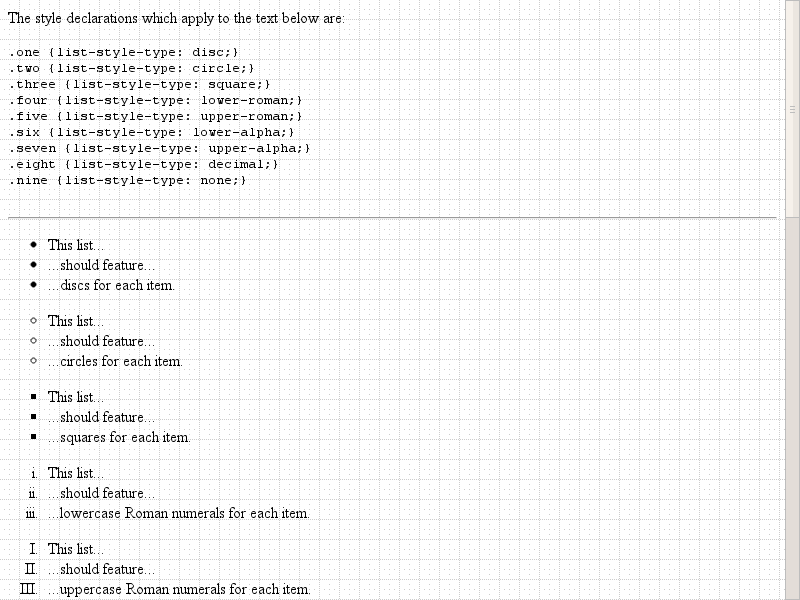 The style declarations which apply to the text below are:
.one {list-style-type: disc;}
.two {list-style-type: circle;}
.three {list-style-type: square;}
.four {list-style-type: lower-roman;}
.five {list-style-type: upper-roman;}
.six {list-style-type: lower-alpha;}
.seven {list-style-type: upper-alpha;}
.eight {list-style-type: decimal;}
.nine {list-style-type: none;}
• This list...
• ...should feature...
• ...discs for each item.
◦ This list...
◦ ...should feature...
◦ ...circles for each item.
▪ This list...
▪ ...should feature...
▪ ...squares for each item.
i. This list...
ii. ...should feature...
iii. ...lowercase Roman numerals for each item.
I. This list...
II. ...should feature...
III. ...uppercase Roman numerals for each item.